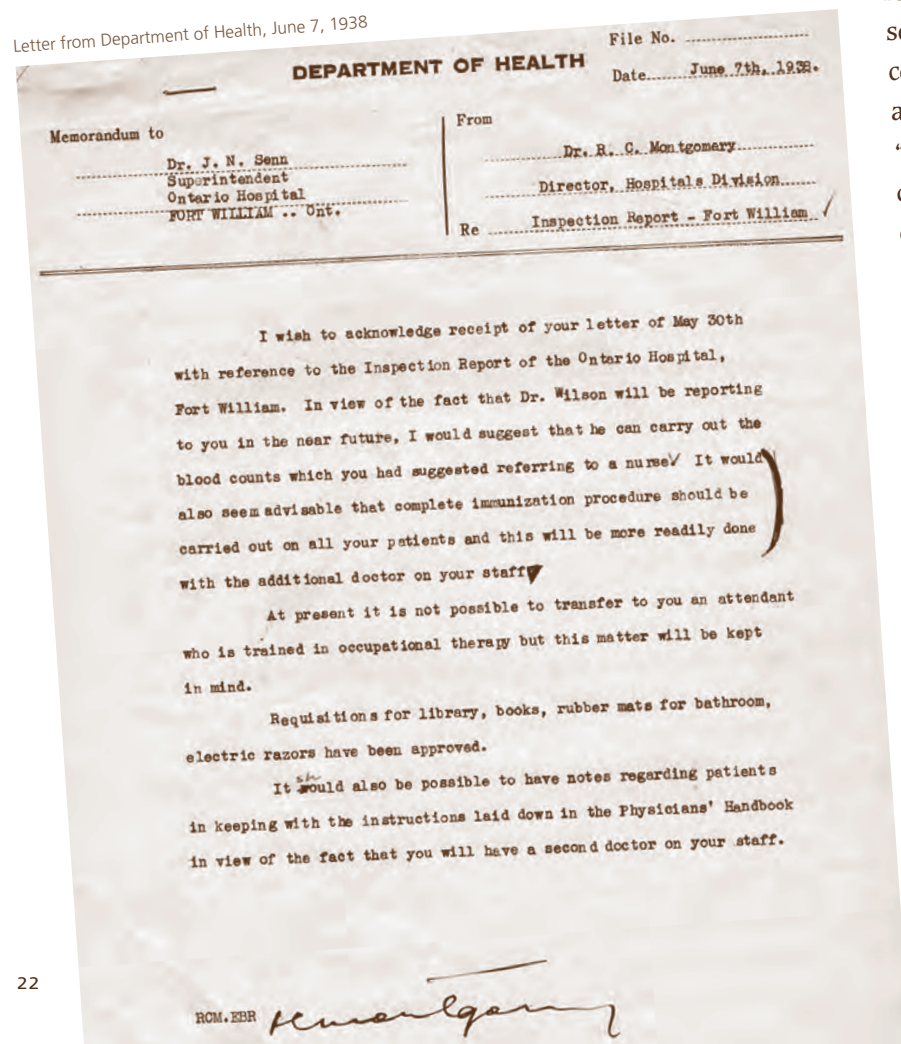 Letter from Department of Health, June 7, 1938
DEPARTMENT OF HEALTH
File No.
Date June 7th, 1938.
Memorandum to
Dr. J. N. Senn
Superintendent
Ontario Hospital
FORT WILLIAM .. Ont.
From
Dr. R. C. Montgomery
Director, Hospitals Division
Re Inspection Report - Fort William
I wish to acknowledge receipt of your letter of May 30th
with reference to the Inspection Report of the Ontario Hospital,
Fort William. In view of the fact that Dr. Wilson will be reporting
to you in the near future, I would suggest that he can carry out the
blood counts which you had suggested referring to a nurse It would
also seem advisable that complete immunization procedure should be
carried out on all your patients and this will be more readily done
with the additional doctor on your staff
At present it is not possible to transfer to you an attendant
who is trained in occupational therapy but this matter will be kept
in mind.
Requisitions for library, books, rubber mats for bathroom,
electric razors have been approved.
It should also be possible to have notes regarding patients
in keeping with the instructions laid down in the Physicians' Handbook
in view of the fact that you will have a second doctor on your staff.
22
RCM.EBR